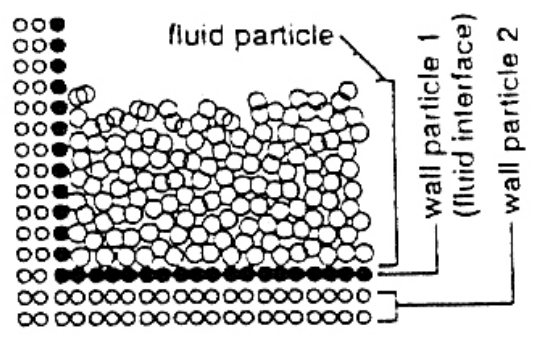 fluid particle
wall particle 1
(fluid interface)
wall particle 2